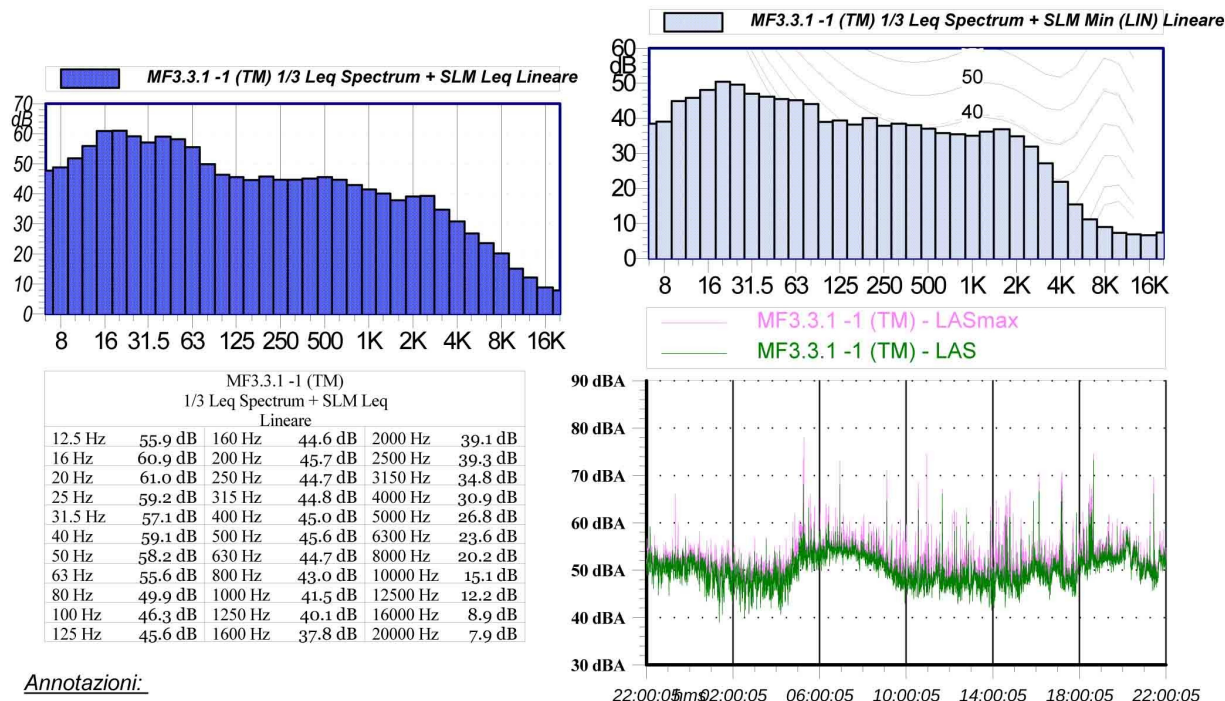 MF3.3.1 -1 (TM) 1/3 Leq Spectrum + SLM Leq Lineare
70
dB
60
50
40
30
20
10
0
8 16 31.5 63 125 250 500 1K 2K 4K 8K 16K
MF3.3.1 -1 (TM) 1/3 Leq Spectrum + SLM Min (LIN) Lineare
60
dB
50
40
30
20
10
0
50
40
8 16 31.5 63 125 250 500 1K 2K 4K 8K 16K
MF3.3.1 -1 (TM)
1/3 Leq Spectrum + SLM Leq
Lineare
12.5 Hz 55.9 dB 160 Hz 44.6 dB 2000 Hz 39.1 dB
16 Hz 60.9 dB 200 Hz 45.7 dB 2500 Hz 39.3 dB
20 Hz 61.0 dB 250 Hz 44.7 dB 3150 Hz 34.8 dB
25 Hz 59.2 dB 315 Hz 44.8 dB 4000 Hz 30.9 dB
31.5 Hz 57.1 dB 400 Hz 45.0 dB 5000 Hz 26.8 dB
40 Hz 59.1 dB 500 Hz 45.6 dB 6300 Hz 23.6 dB
50 Hz 58.2 dB 630 Hz 44.7 dB 8000 Hz 20.2 dB
63 Hz 55.6 dB 800 Hz 43.0 dB 10000 Hz 15.1 dB
80 Hz 49.9 dB 1000 Hz 41.5 dB 12500 Hz 12.2 dB
100 Hz 46.3 dB 1250 Hz 40.1 dB 16000 Hz 8.9 dB
125 Hz 45.6 dB 1600 Hz 37.8 dB 20000 Hz 7.9 dB
MF3.3.1 -1 (TM) - LASmax
MF3.3.1 -1 (TM) - LAS
90 dBA
80 dBA
70 dBA
60 dBA
50 dBA
40 dBA
30 dBA
22:00:05 hms 02:00:05 06:00:05 10:00:05 14:00:05 18:00:05 22:00:05
Annotazioni: